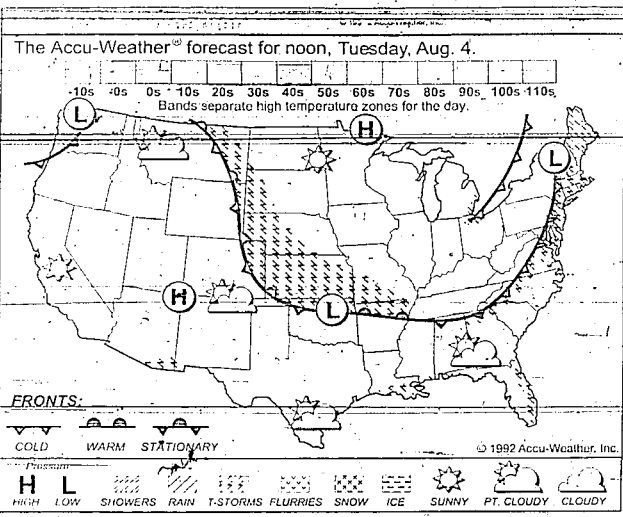 The Accu-Weather® forecast for noon, Tuesday, Aug. 4.
-10s -0s 0s 10s 20s 30s 40s 50s 60s 70s 80s 90s 100s 110s
Bands separate high temperature zones for the day.
L
H
L
H
L
FRONTS:
COLD WARM STATIONARY
© 1992 Accu-Weather, Inc.
Pressure
H L
HIGH LOW SHOWERS RAIN T-STORMS FLURRIES SNOW ICE SUNNY PT. CLOUDY CLOUDY